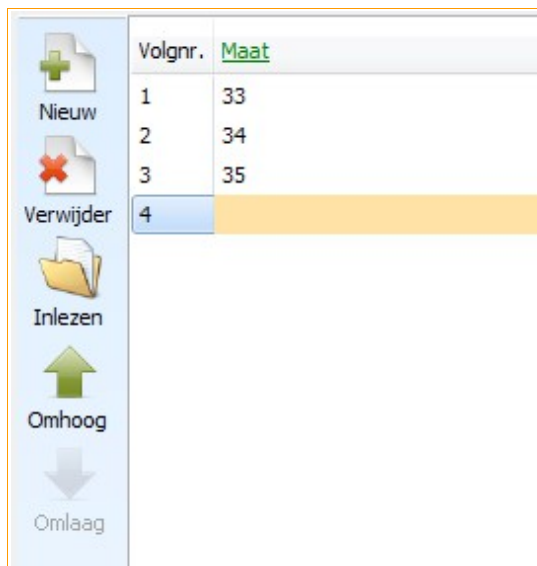 Nieuw
Verwijder
Inlezen
Omhoog
Omlaag
Volgnr. Maat
1 33
2 34
3 35
4